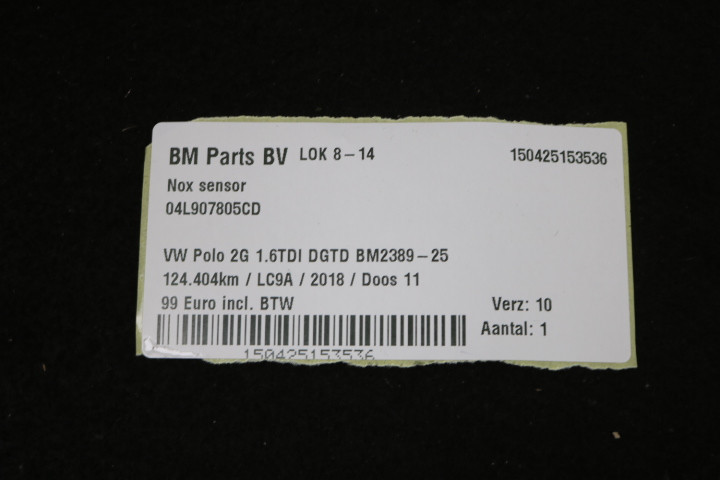 BM Parts BV LOK 8-14 150425153536
Nox sensor
04L907805CD
VW Polo 2G 1.6TDI DGTD BM2389-25
124.404km / LC9A / 2018 / Doos 11
99 Euro incl. BTW Verz: 10
Aantal: 1
150425153536